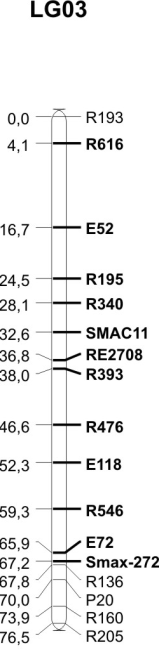 LG03
0,0 R193
4,1 R616
16,7 E52
24,5 R195
28,1 R340
32,6 SMAC11
36,8 RE2708
38,0 R393
46,6 R476
52,3 E118
59,3 R546
65,9 E72
67,2 Smax-272
67,8 R136
70,0 P20
73,9 R160
76,5 R205